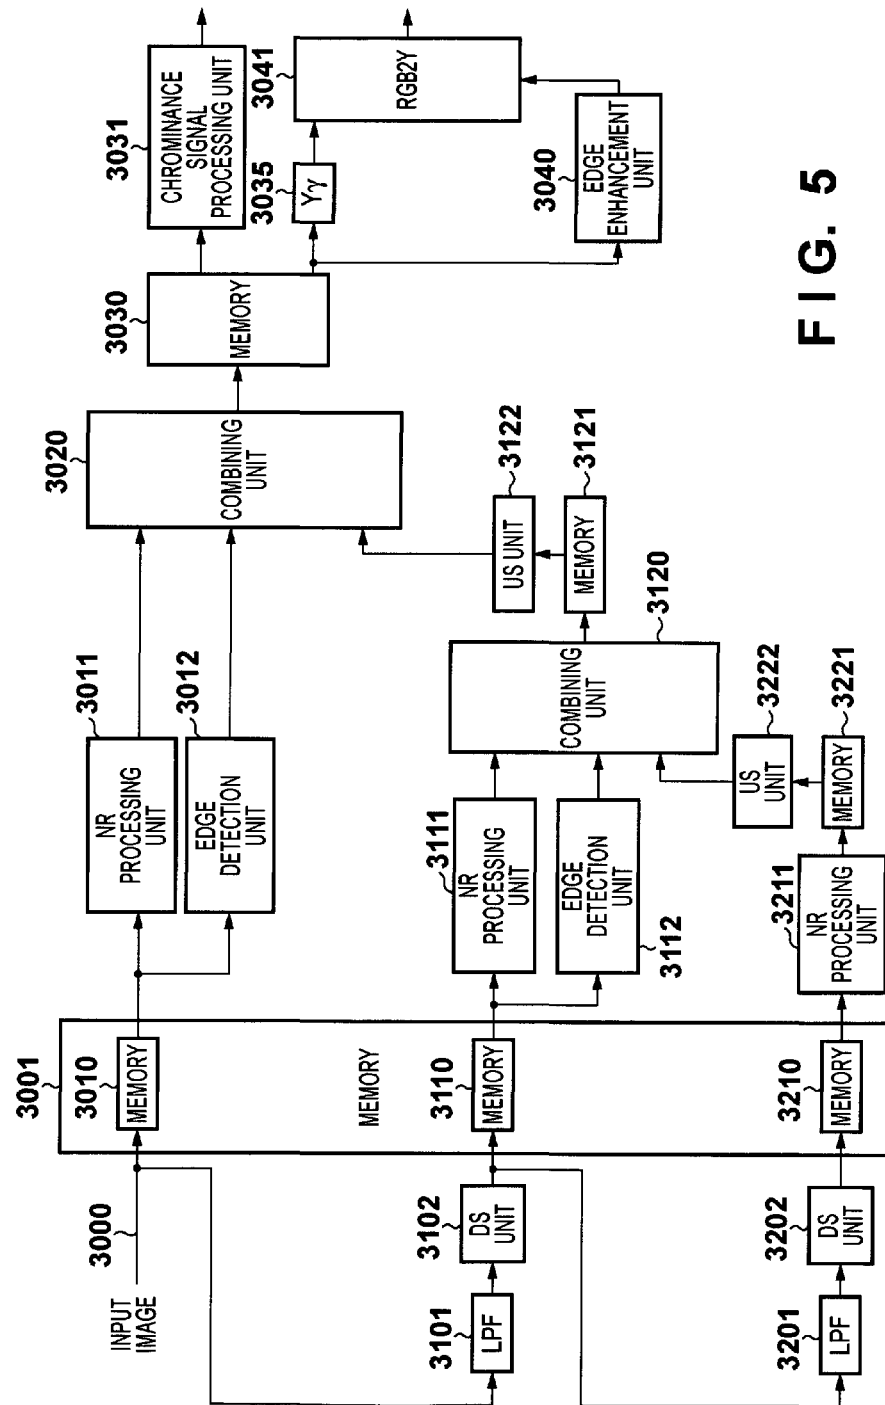 INPUT
IMAGE
3000
3001
3010
MEMORY
MEMORY
3011
NR
PROCESSING
UNIT
3012
EDGE
DETECTION
UNIT
3020
COMBINING
UNIT
3030
MEMORY
3031
CHROMINANCE
SIGNAL
PROCESSING UNIT
3035
Yγ
3041
RGB2Y
3040
EDGE
ENHANCEMENT
UNIT
3101
LPF
3102
DS
UNIT
3110
MEMORY
3111
NR
PROCESSING
UNIT
3112
EDGE
DETECTION
UNIT
3120
COMBINING
UNIT
3121
MEMORY
3122
US UNIT
3201
LPF
3202
DS
UNIT
3210
MEMORY
3211
NR
PROCESSING
UNIT
3221
MEMORY
3222
US
UNIT
FIG. 5